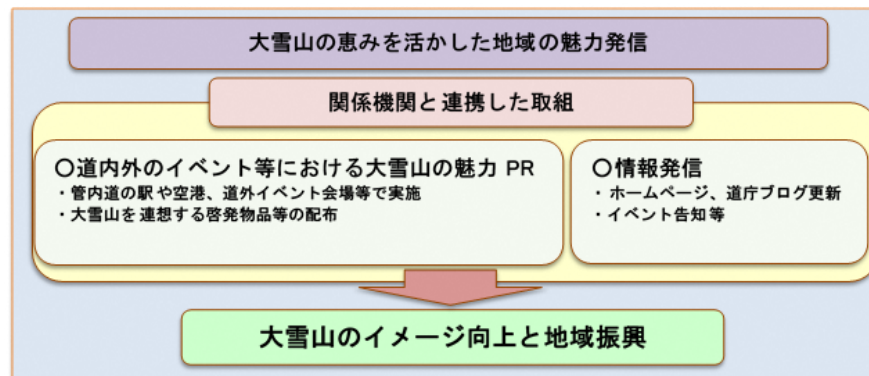 大雪山の恵みを活かした地域の魅力発信
関係機関と連携した取組
〇道内外のイベント等における大雪山の魅力 PR
・管内道の駅や空港、道外イベント会場等で実施
・大雪山を連想する啓発物品等の配布
〇情報発信
・ホームページ、道庁ブログ更新
・イベント告知等
大雪山のイメージ向上と地域振興